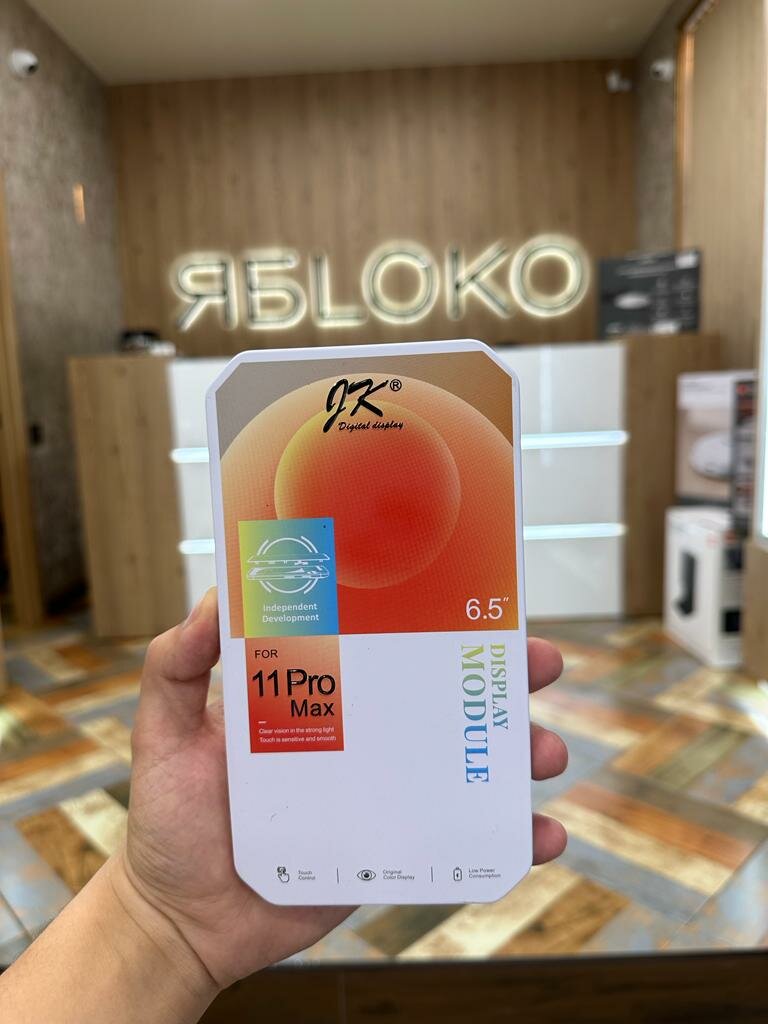 ЯБLOKO
JK®
Digital display
Independent
Development
6.5"
FOR
11 Pro
Max
Clear vision in the strong light
Touch is sensitive and smooth
DISPLAY
MODULE
Touch
Control
Original
Color Display
Low Power
Consumption